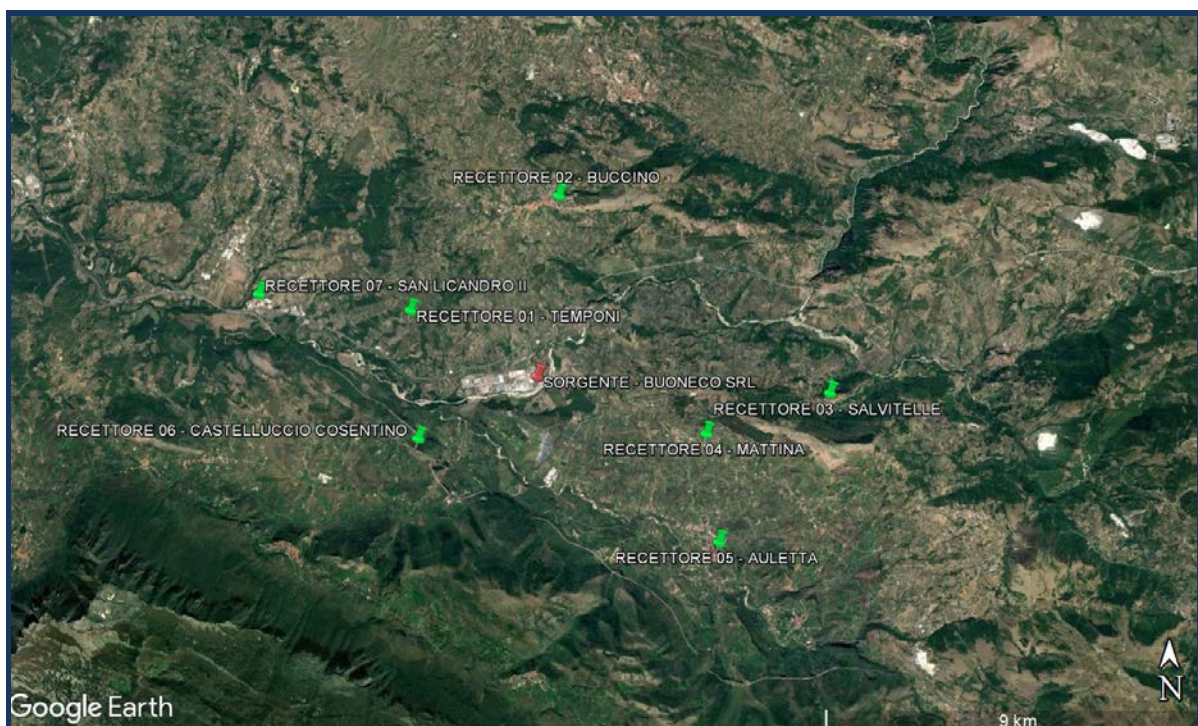 RECETTORE 02 - BUCCINO
RECETTORE 07 - SAN LICANDRO II
RECETTORE 01 - TEMPONI
SORGENTE - BUONECO SRL
RECETTORE 03 - SALVITELLE
RECETTORE 06 - CASTELLUCCIO COSENTINO
RECETTORE 04 - MATTINA
RECETTORE 05 - AULETTA
N
Google Earth
9 km